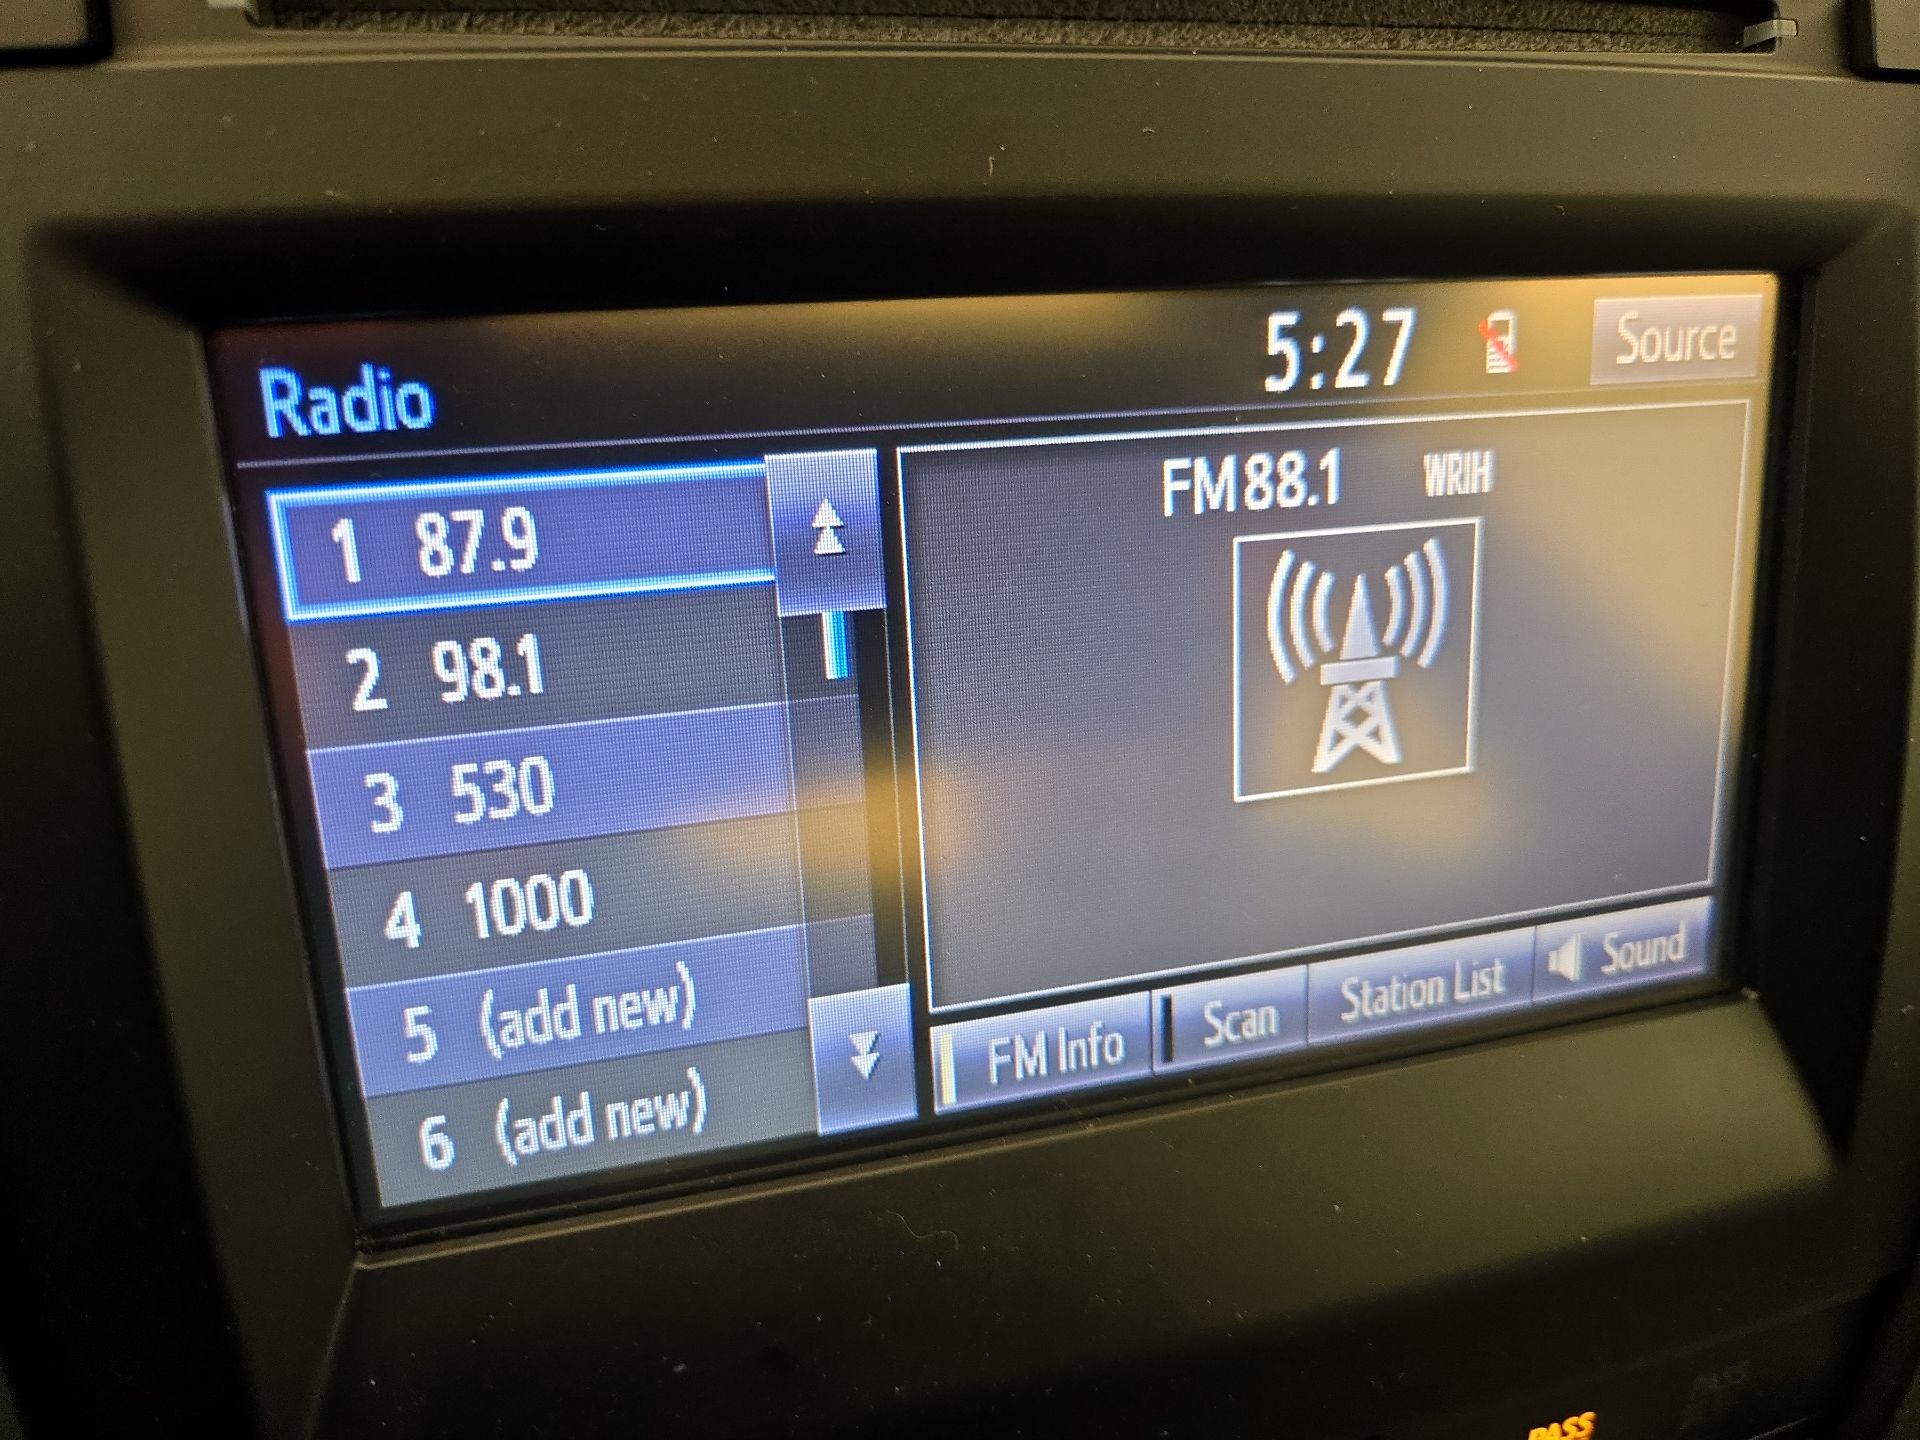 Radio
5:27
Source
1 87.9
2 98.1
3 530
4 1000
5 (add new)
6 (add new)
FM 88.1 WRIH
FM Info
Scan
Station List
Sound
PASS